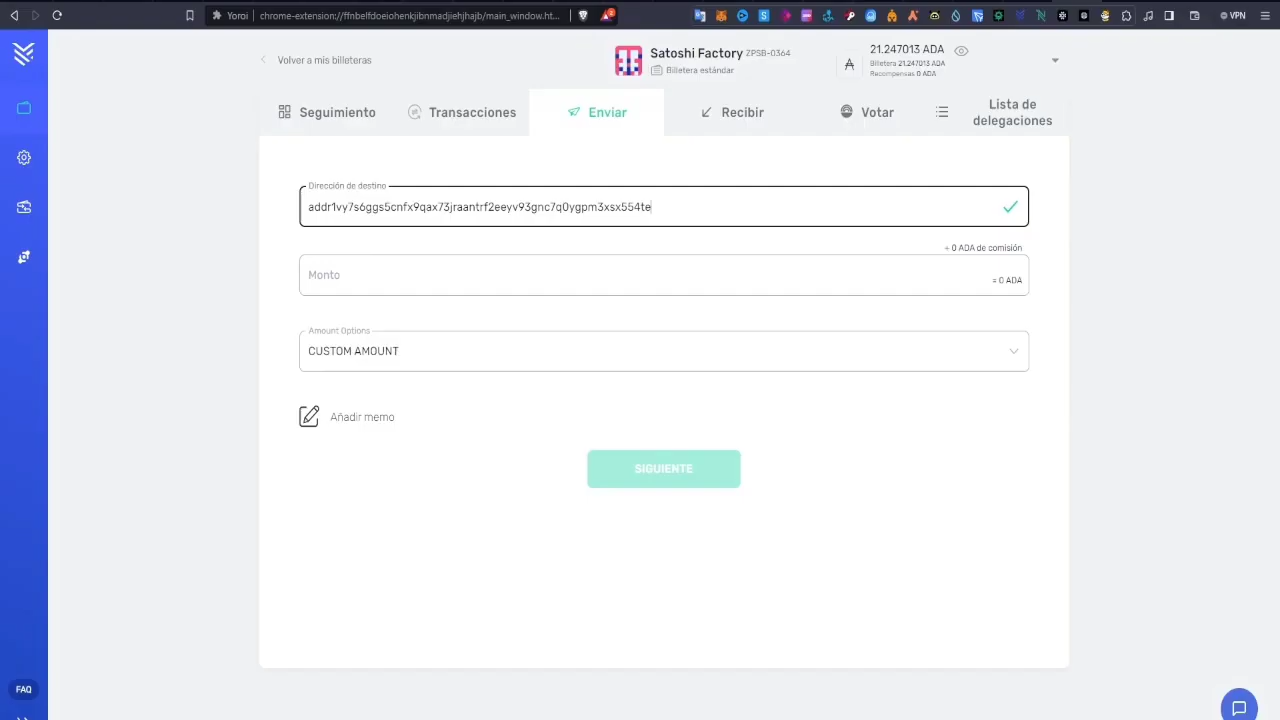 Yoroi
chrome-extension://ffnbelfdoeiohenkjibnmadjiehjhajb/main_window.ht...
VPN
Volver a mis billeteras
Satoshi Factory ZPSB-0364
Billetera estándar
21.247013 ADA
Billetera 21.247013 ADA
Recompensas 0 ADA
Seguimiento
Transacciones
Enviar
Recibir
Votar
Lista de
delegaciones
Dirección de destino
addr1vy7s6ggs5cnfx9qax73jraantrf2eeyv93gnc7q0ygpm3xsx554te
+ 0 ADA de comisión
Monto
= 0 ADA
Amount Options
CUSTOM AMOUNT
Añadir memo
SIGUIENTE
FAQ